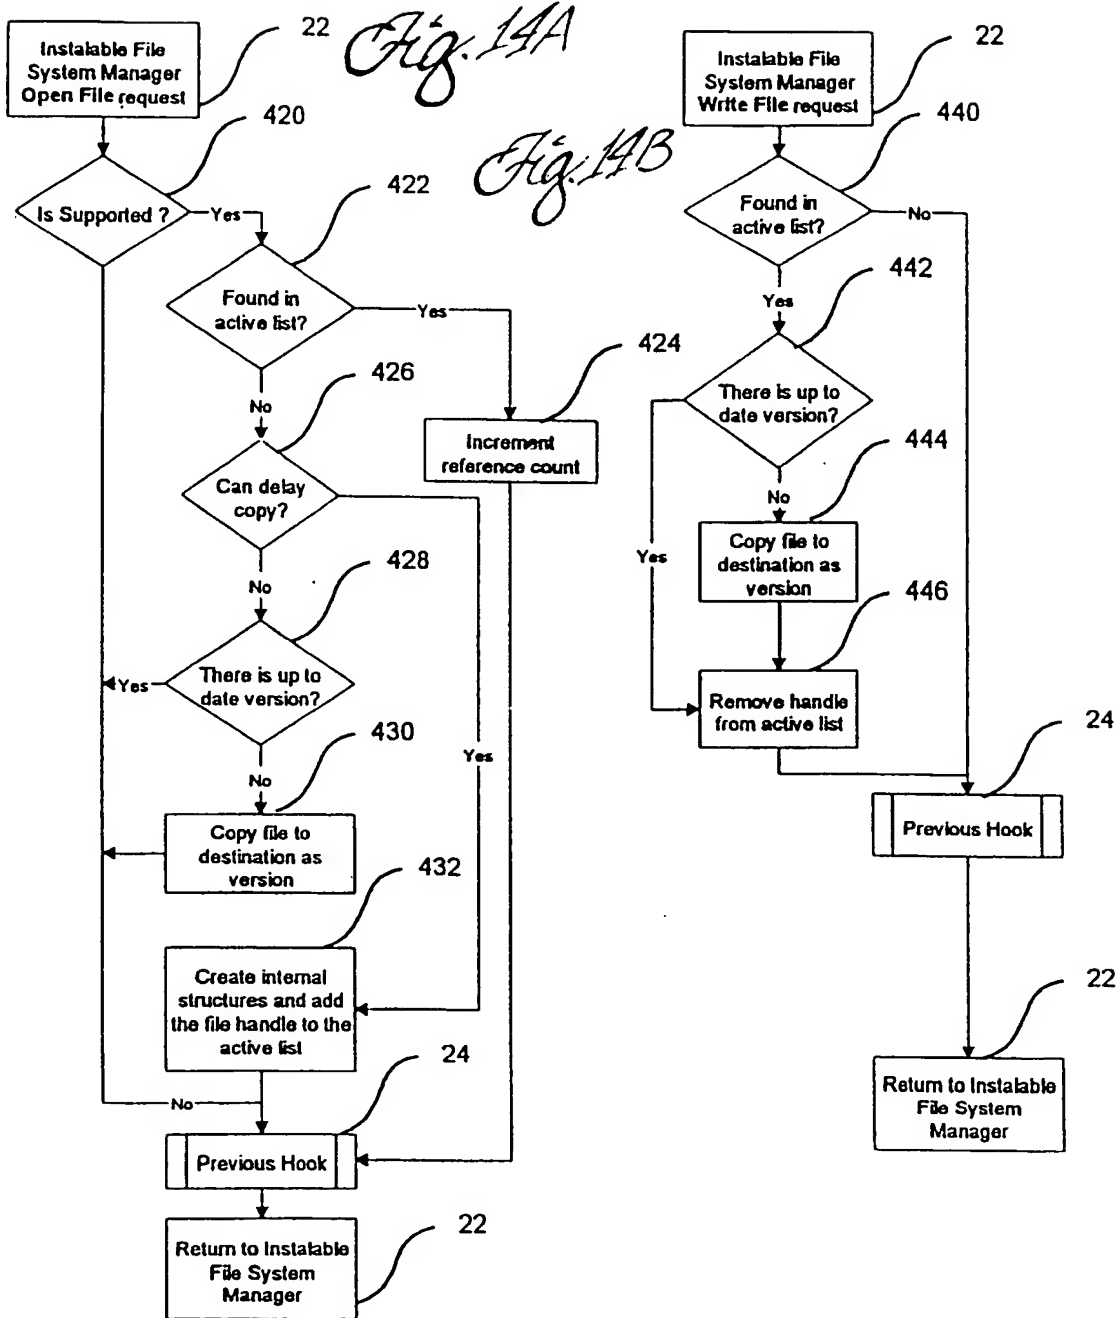 Fig. 14A
Instalable File
System Manager
Open File request
22
420
Is Supported ?
Yes
422
Found in
active list?
Yes
424
Increment
reference count
No
426
Can delay
copy?
No
428
There is up to
date version?
Yes
Yes
No
430
Copy file to
destination as
version
432
Create internal
structures and add
the file handle to the
active list
No
24
Previous Hook
22
Return to Instalable
File System
Manager
Fig. 14B
Instalable File
System Manager
Write File request
22
440
Found in
active list?
No
Yes
442
There is up to
date version?
444
No
Yes
Copy file to
destination as
version
446
Remove handle
from active list
24
Previous Hook
22
Return to Instalable
File System
Manager